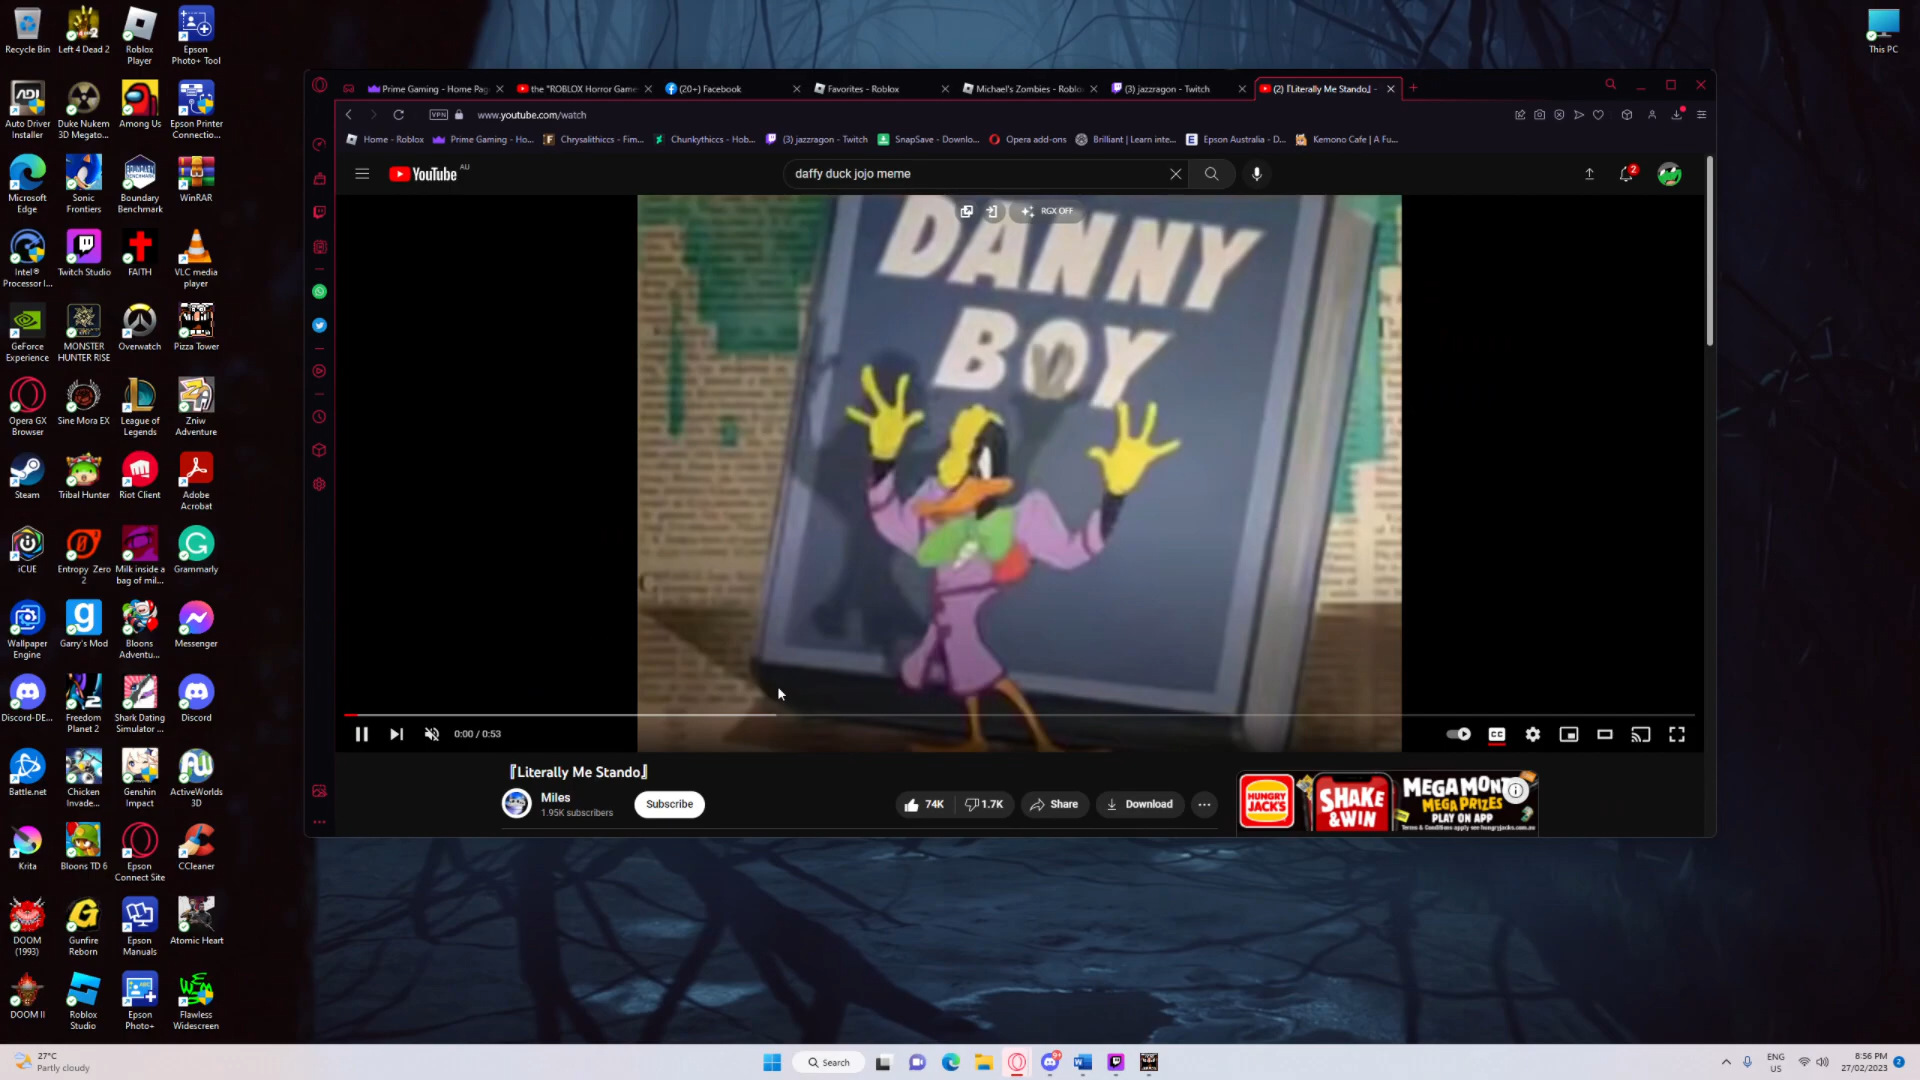 Recycle Bin
Left 4 Dead 2
Roblox
Player
Epson
Photo+ Tool
Auto Driver
Installer
Duke Nukem
3D Megato...
Among Us
Epson Printer
Connectio...
Microsoft
Edge
Sonic
Frontiers
Boundary
Benchmark
WinRAR
Intel®
Processor I...
Twitch Studio
FAITH
VLC media
player
GeForce
Experience
MONSTER
HUNTER RISE
Overwatch
Pizza Tower
Opera GX
Browser
Sine Mora EX
League of
Legends
Zniw
Adventure
Steam
Tribal Hunter
Riot Client
Adobe
Acrobat
iCUE
Entropy Zero
2
Milk inside a
bag of mil...
Grammarly
Wallpaper
Engine
Garry's Mod
Bloons
Adventu...
Messenger
Discord-DE...
Freedom
Planet 2
Shark Dating
Simulator ...
Discord
Battle.net
Chicken
Invade...
Genshin
Impact
ActiveWorlds
3D
Krita
Bloons TD 6
Epson
Connect Site
CCleaner
DOOM
(1993)
Gunfire
Reborn
Epson
Manuals
Atomic Heart
DOOM II
Roblox
Studio
Epson
Photo+
Flawless
Widescreen
This PC
Prime Gaming - Home Pag
the "ROBLOX Horror Game
(20+) Facebook
Favorites - Roblox
Michael's Zombies - Roblo
(3) jazzragon - Twitch
(2) 『Literally Me Stando』 -
VPN
www.youtube.com/watch
Home - Roblox
Prime Gaming - Ho...
Chrysalithiccs - Fim...
Chunkythiccs - Hob...
(3) jazzragon - Twitch
SnapSave - Downlo...
Opera add-ons
Brilliant | Learn inte...
Epson Australia - D...
Kemono Cafe | A Fu...
YouTube AU
daffy duck jojo meme
2
RGX OFF
DANNY
BOY
0:00 / 0:53
CC
『Literally Me Stando』
Miles
1.95K subscribers
Subscribe
74K
1.7K
Share
Download
HUNGRY
JACK'S
SHAKE
&WIN
MEGA MONT
MEGA PRIZES
PLAY ON APP
27°C
Partly cloudy
Search
9+
ENG
US
8:56 PM
27/02/2023
2